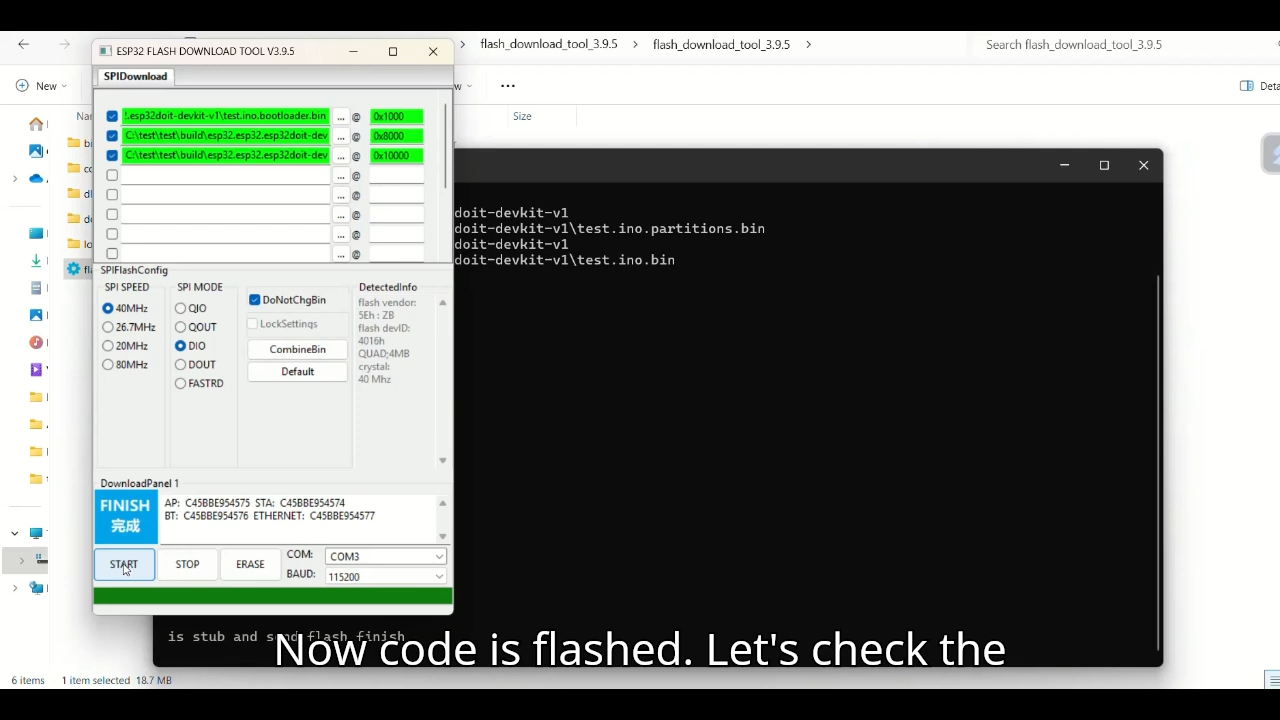 ESP32 FLASH DOWNLOAD TOOL V3.9.5
flash_download_tool_3.9.5
flash_download_tool_3.9.5
Search flash_download_tool_3.9.5
SPIDownload
New
Size
!.esp32doit-devkit-v1\test.ino.bootloader.bin ... @ 0x1000
C:\test\test\build\esp32.esp32.esp32doit-dev ... @ 0x8000
C:\test\test\build\esp32.esp32.esp32doit-dev ... @ 0x10000
... @
... @
... @
... @
... @
doit-devkit-v1
doit-devkit-v1\test.ino.partitions.bin
doit-devkit-v1
doit-devkit-v1\test.ino.bin
SPIFlashConfig
SPI SPEED
40MHz
26.7MHz
20MHz
80MHz
SPI MODE
QIO
QOUT
DIO
DOUT
FASTRD
DoNotChgBin
LockSettings
CombineBin
Default
DetectedInfo
flash vendor:
5Eh : ZB
flash devID:
4016h
QUAD;4MB
crystal:
40 Mhz
DownloadPanel 1
FINISH
完成
AP: C45BBE954575 STA: C45BBE954574
BT: C45BBE954576 ETHERNET: C45BBE954577
START
STOP
ERASE
COM: COM3
BAUD: 115200
is stub and send flash finish
Now code is flashed. Let's check the
6 items 1 item selected 18.7 MB